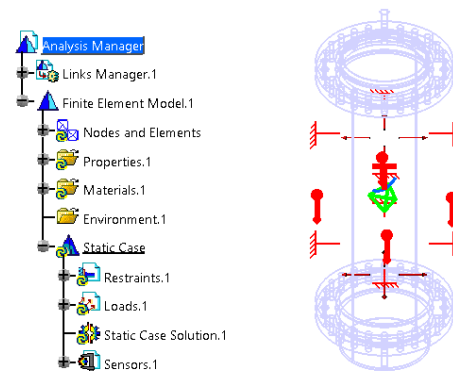 Analysis Manager
Links Manager.1
Finite Element Model.1
Nodes and Elements
Properties.1
Materials.1
Environment.1
Static Case
Restraints.1
Loads.1
Static Case Solution.1
Sensors.1